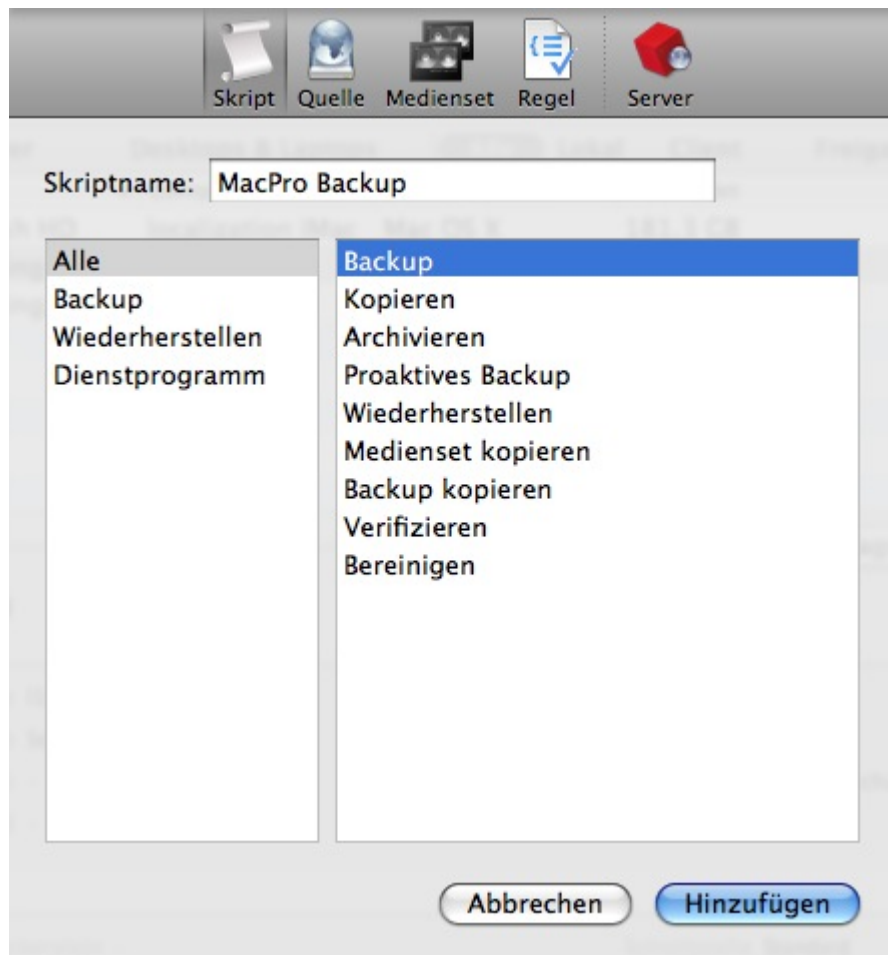 Skript Quelle Medienset Regel Server
Skriptname: MacPro Backup
Alle
Backup
Wiederherstellen
Dienstprogramm
Backup
Kopieren
Archivieren
Proaktives Backup
Wiederherstellen
Medienset kopieren
Backup kopieren
Verifizieren
Bereinigen
Abbrechen Hinzufügen